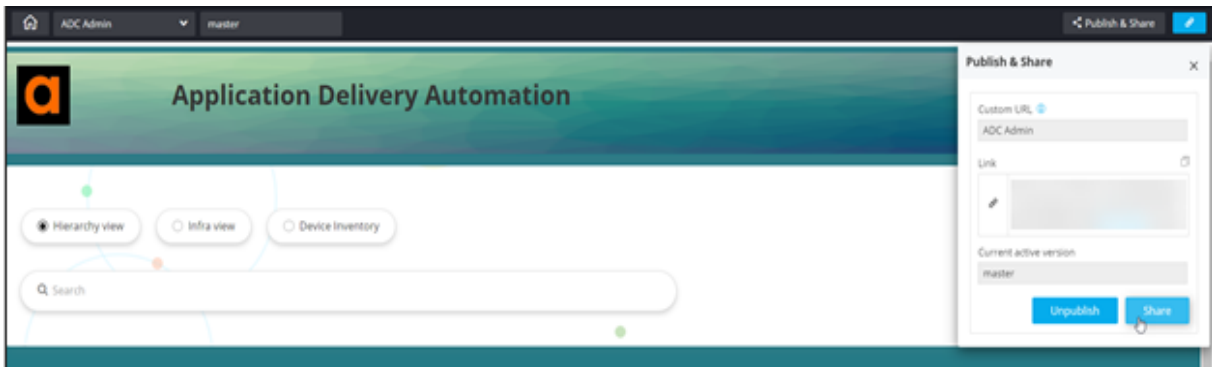 ADC Admin
master
Publish & Share
a
Application Delivery Automation
Hierarchy view
Infra view
Device Inventory
Search
Publish & Share
Custom URL
ADC Admin
Link
Current active version
master
Unpublish
Share